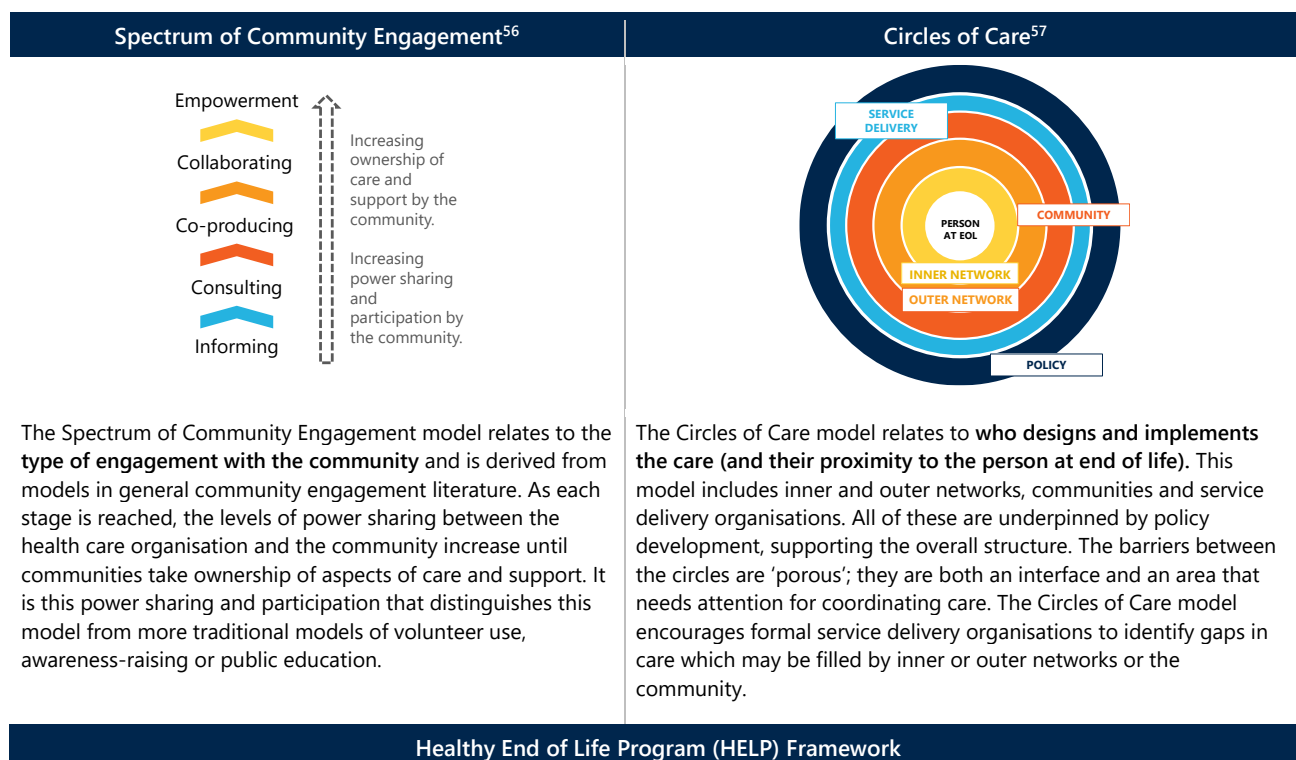 Spectrum of Community Engagement56
Circles of Care57
Empowerment
Collaborating
Co-producing
Consulting
Informing
Increasing
ownership of
care and
support by the
community.
Increasing
power sharing
and
participation by
the community.
SERVICE
DELIVERY
COMMUNITY
PERSON
AT EOL
INNER NETWORK
OUTER NETWORK
POLICY
The Spectrum of Community Engagement model relates to the
type of engagement with the community and is derived from
models in general community engagement literature. As each
stage is reached, the levels of power sharing between the
health care organisation and the community increase until
communities take ownership of aspects of care and support. It
is this power sharing and participation that distinguishes this
model from more traditional models of volunteer use,
awareness-raising or public education.
The Circles of Care model relates to who designs and implements
the care (and their proximity to the person at end of life). This
model includes inner and outer networks, communities and service
delivery organisations. All of these are underpinned by policy
development, supporting the overall structure. The barriers between
the circles are ‘porous’; they are both an interface and an area that
needs attention for coordinating care. The Circles of Care model
encourages formal service delivery organisations to identify gaps in
care which may be filled by inner or outer networks or the
community.
Healthy End of Life Program (HELP) Framework